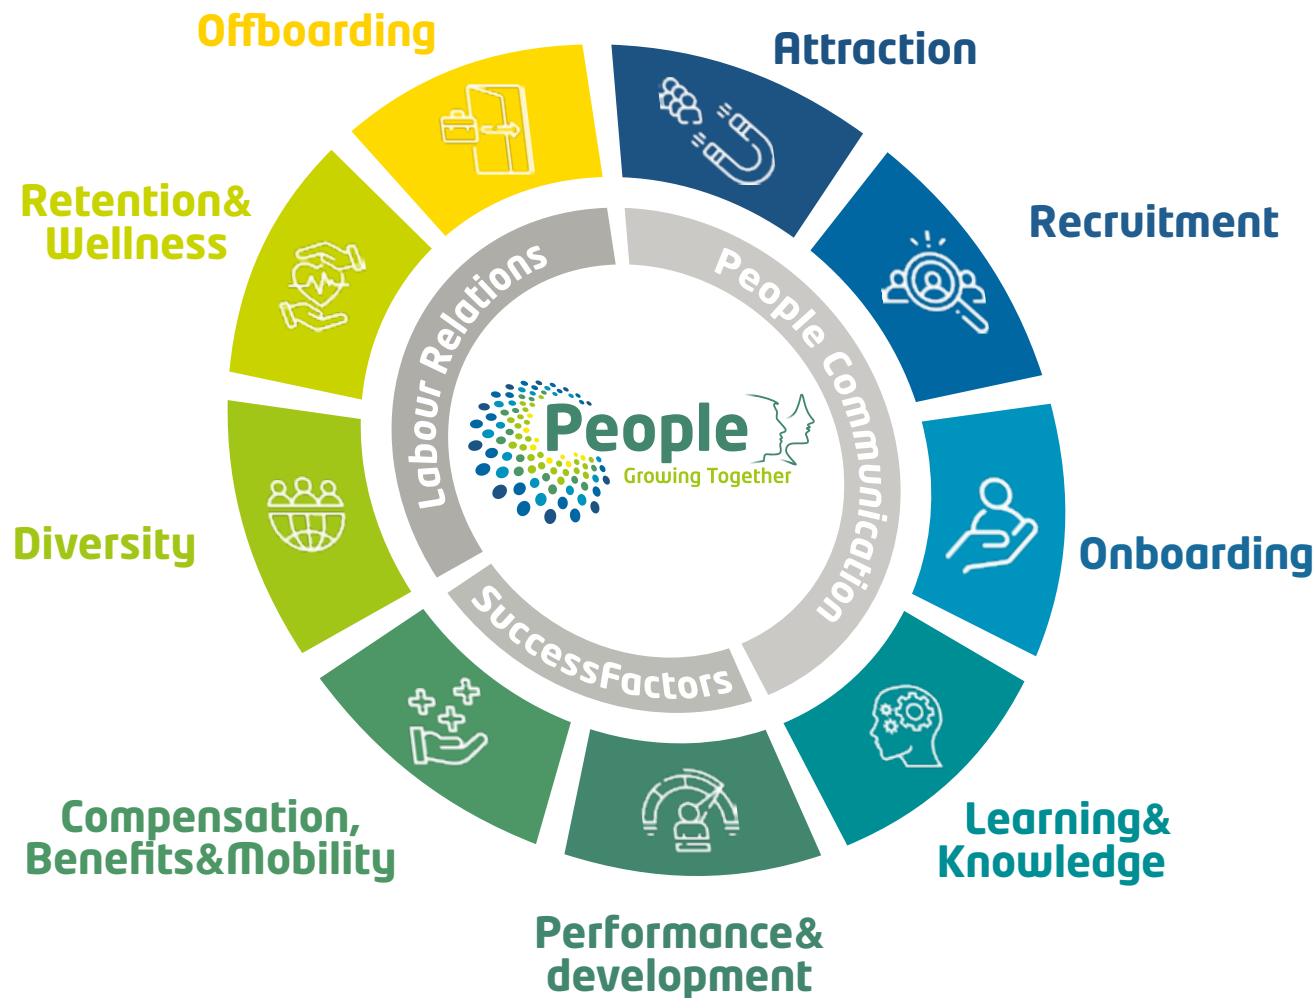 Offboarding
Attraction
Retention&
Wellness
Recruitment
Labour Relations
People Communication
People
Growing Together
Diversity
Onboarding
SuccessFactors
Compensation,
Benefits&Mobility
Learning&
Knowledge
Performance&
development